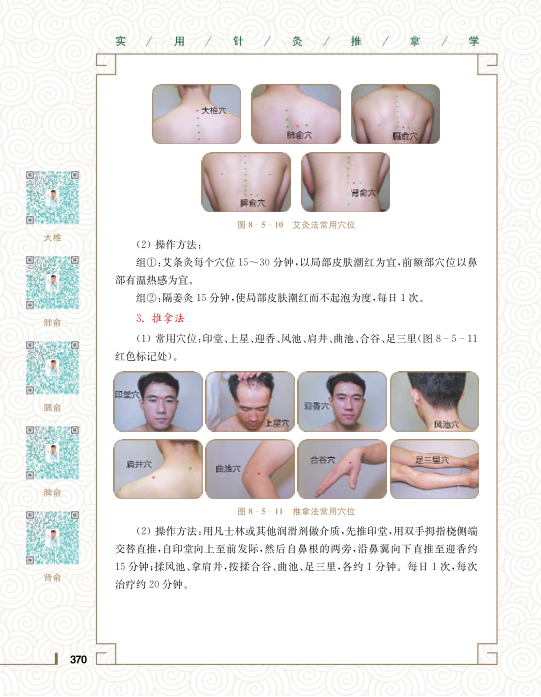 实 / 用 / 针 / 灸 / 推 / 拿 / 学
大椎穴
肺俞穴
膈俞穴
脾俞穴
肾俞穴
图 8-5-10 艾灸法常用穴位
(2) 操作方法:
组①:艾条灸每个穴位 15～30 分钟,以局部皮肤潮红为宜,前额部穴位以鼻
部有温热感为宜。
组②:隔姜灸 15 分钟,使局部皮肤潮红而不起泡为度,每日 1 次。
3. 推拿法
(1) 常用穴位:印堂、上星、迎香、风池、肩井、曲池、合谷、足三里(图 8-5-11
红色标记处)。
印堂穴
上星穴
迎香穴
风池穴
肩井穴
曲池穴
合谷穴
足三里穴
图 8-5-11 推拿法常用穴位
(2) 操作方法:用凡士林或其他润滑剂做介质,先推印堂,用双手拇指桡侧端
交替直推,自印堂向上至前发际,然后自鼻根的两旁,沿鼻翼向下直推至迎香约
15 分钟;揉风池、拿肩井,按揉合谷、曲池、足三里,各约 1 分钟。每日 1 次,每次
治疗约 20 分钟。
大椎
肺俞
膈俞
脾俞
肾俞
370